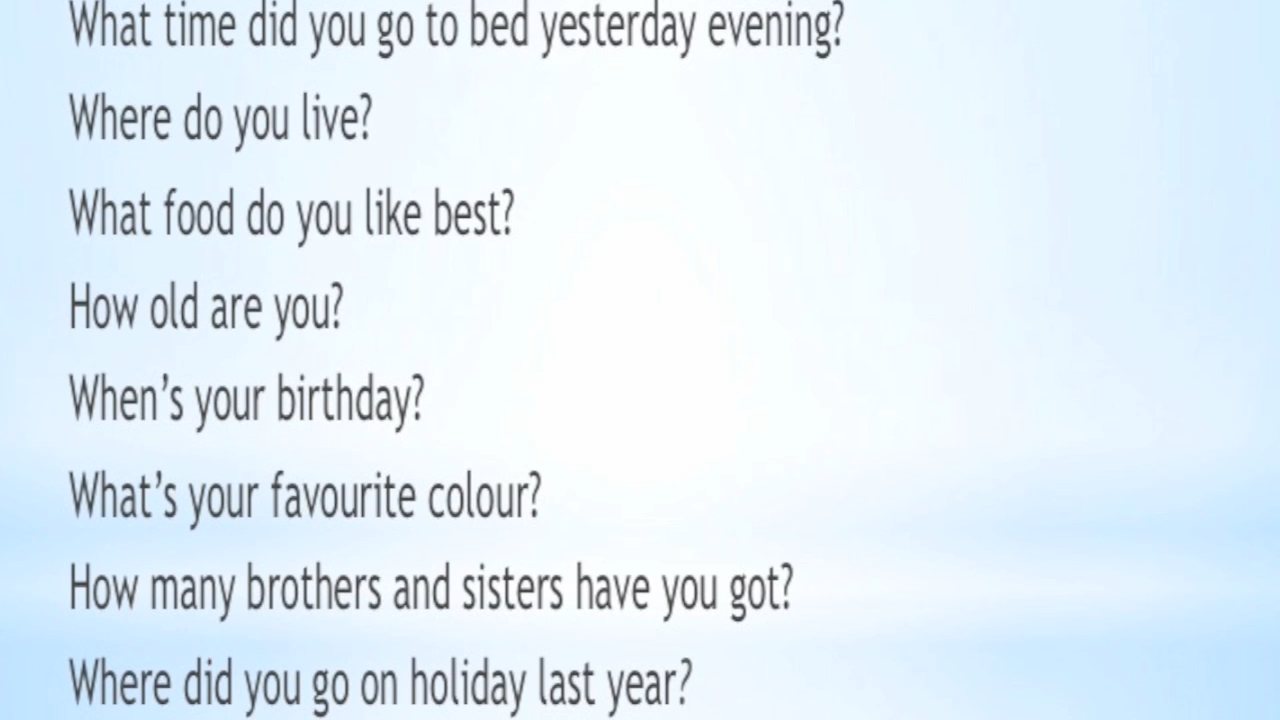 What time did you go to bed yesterday evening?
Where do you live?
What food do you like best?
How old are you?
When’s your birthday?
What’s your favourite colour?
How many brothers and sisters have you got?
Where did you go on holiday last year?